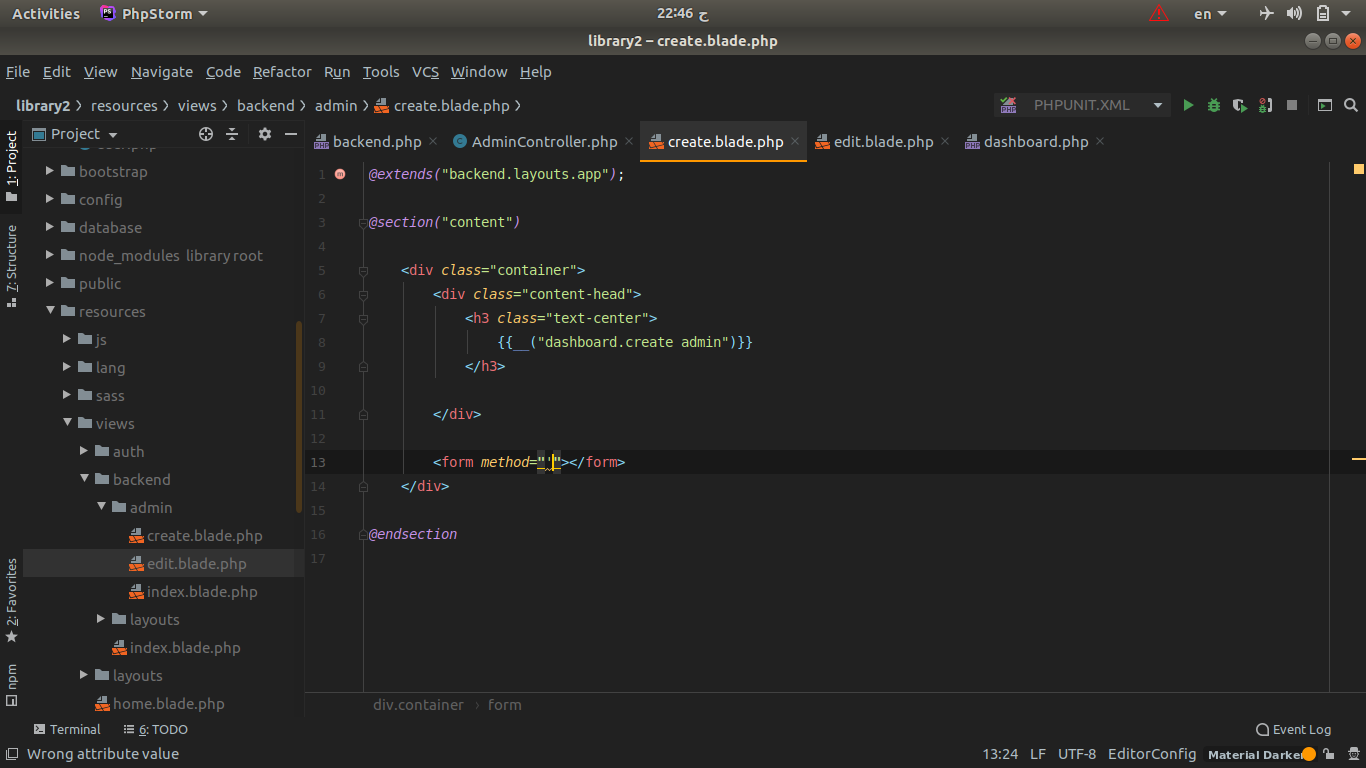 Activities PhpStorm 22:46 ح en
library2 – create.blade.php
File Edit View Navigate Code Refactor Run Tools VCS Window Help
library2 resources views backend admin create.blade.php PHPUNIT.XML
1: Project
7: Structure
2: Favorites
npm
Project
bootstrap
config
database
node_modules library root
public
resources
js
lang
sass
views
auth
backend
admin
create.blade.php
edit.blade.php
index.blade.php
layouts
index.blade.php
layouts
home.blade.php
backend.php AdminController.php create.blade.php edit.blade.php dashboard.php
1 @extends("backend.layouts.app");
2
3 @section("content")
4
5 <div class="container">
6 <div class="content-head">
7 <h3 class="text-center">
8 {{__("dashboard.create admin")}}
9 </h3>
10
11 </div>
12
13 <form method="'"></form>
14 </div>
15
16 @endsection
17
div.container › form
Terminal 6: TODO Event Log
Wrong attribute value 13:24 LF UTF-8 EditorConfig Material Darker